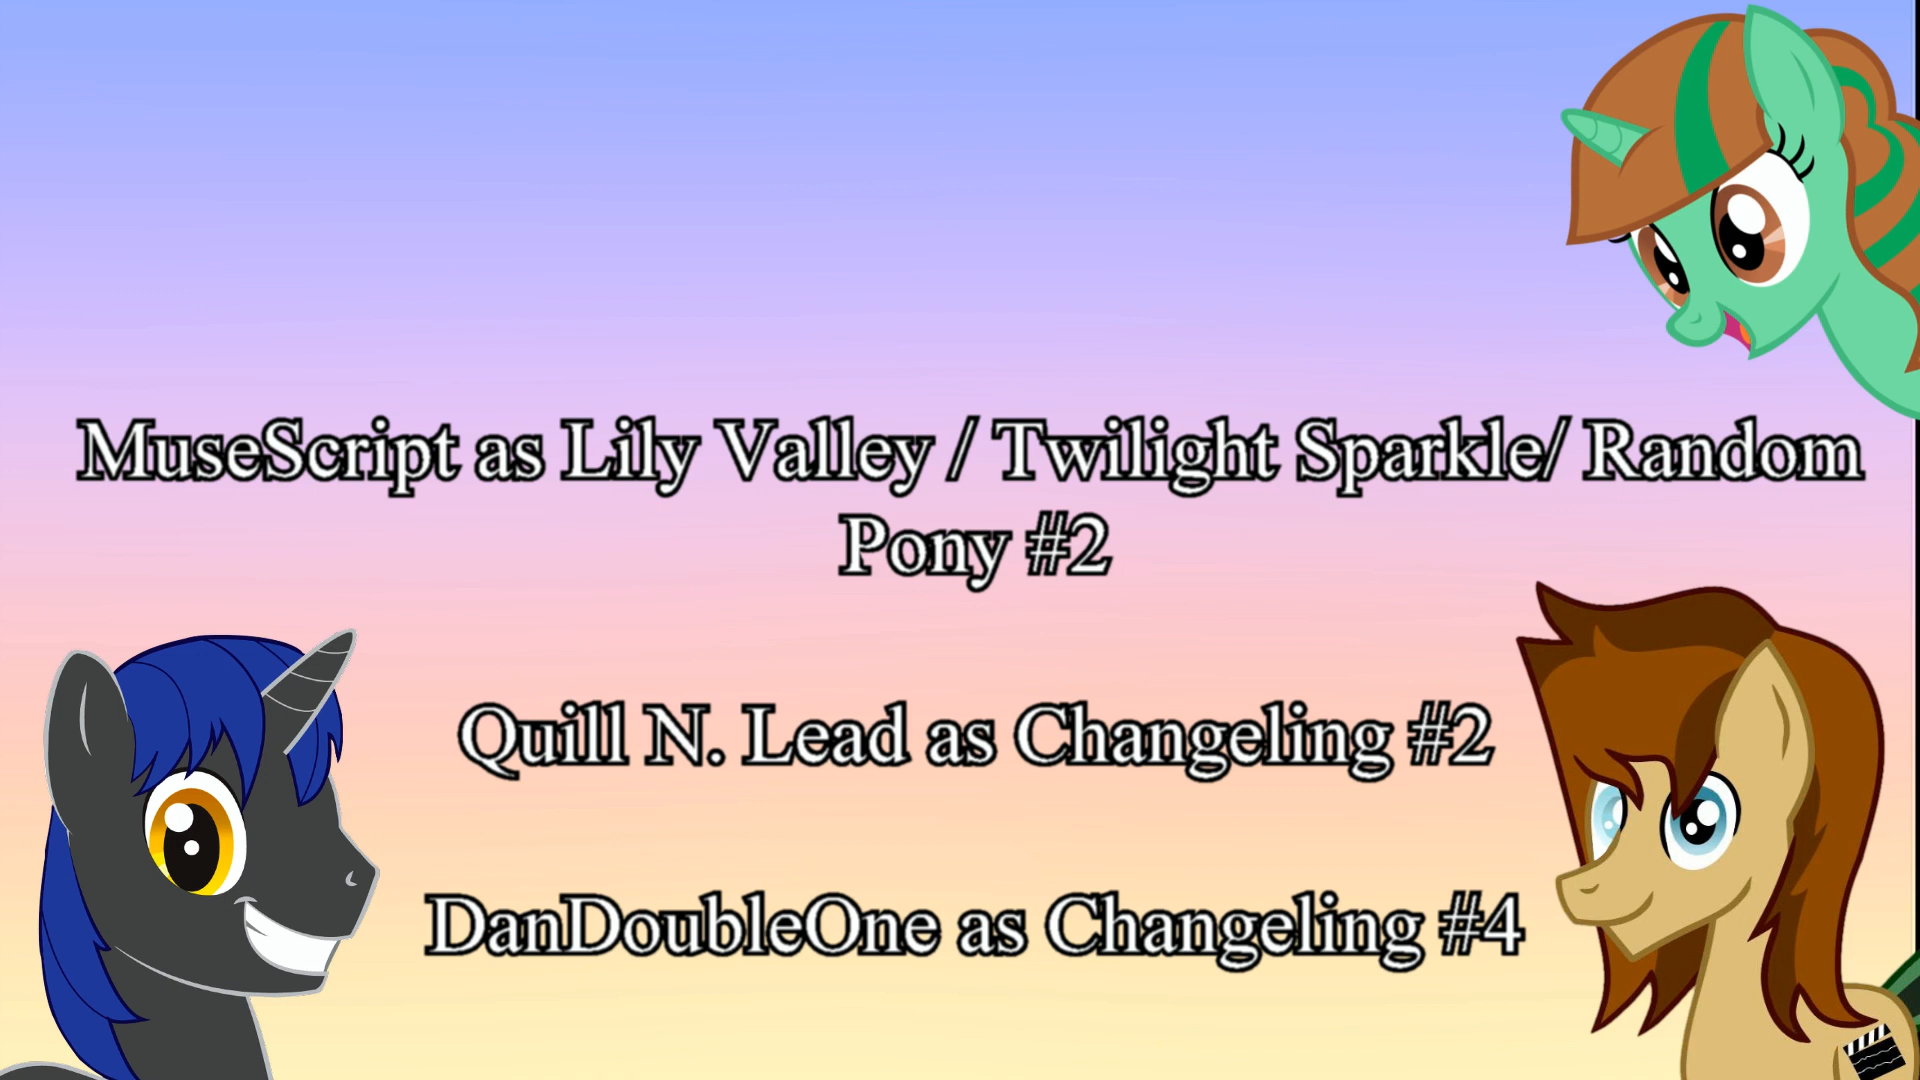 MuseScript as Lily Valley / Twilight Sparkle/ Random
Pony #2
Quill N. Lead as Changeling #2
DanDoubleOne as Changeling #4